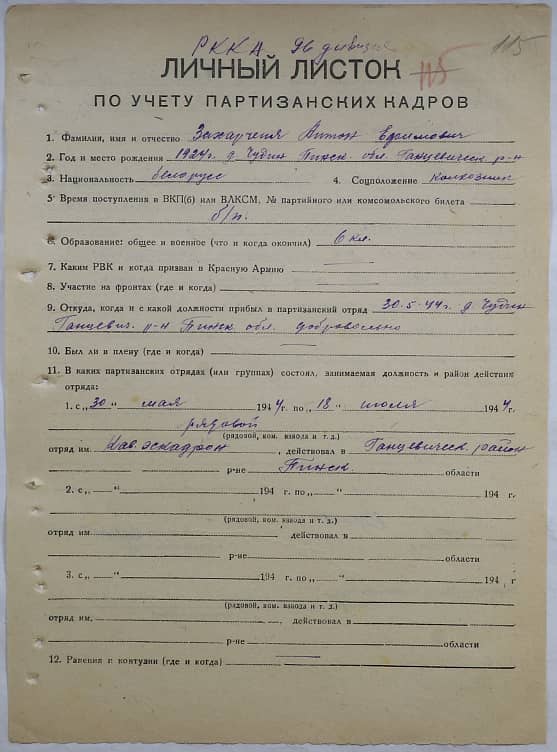 РККА 96 дивизия
115 115
ЛИЧНЫЙ ЛИСТОК
ПО УЧЕТУ ПАРТИЗАНСКИХ КАДРОВ
1. Фамилия, имя и отчество Захарченя Антон
2. Год и место рождения 1924г. д. Чудин Пинск. обл. Ганцевическ. р-н
3. Национальность белорусс 4. Соцположение колхозник
5 Время поступления в ВКП(б) или ВЛКСМ, № партийного или комсомольского билета
б/п.
6. Образование: общее и военное (что и когда окончил) 6 кл.
7. Каким РВК и когда призван в Красную Армию
8. Участие на фронтах (где и когда)
9. Откуда, когда и с какой должности прибыл в партизанский отряд 30.5.44г. д Чудин
Ганцевич. р-н Пинск обл. добровольно
10. Был ли в плену (где и когда)
11. В каких партизанских отрядах (или группах) состоял, занимаемая должность и район действия
отряда:
1. с „30" мая 1944 г. по „18" июля 1944г.
рядовой
(рядовой, ком. взвода и т. д.)
отряд им. Кав. эскадрон, действовал в Ганцевическ. район
р-не Пинск. области
2. с „ " 194 г. по „ " 194 г.
(рядовой, ком. взвода и т. д.)
отряд им. действовал в
р-не области
3. с „ " 194 г. по „ " 194 г
(рядовой, ком. взвода и т. д.)
отряд им. , действовал в
р-не области
12. Ранения и контузии (где и когда)